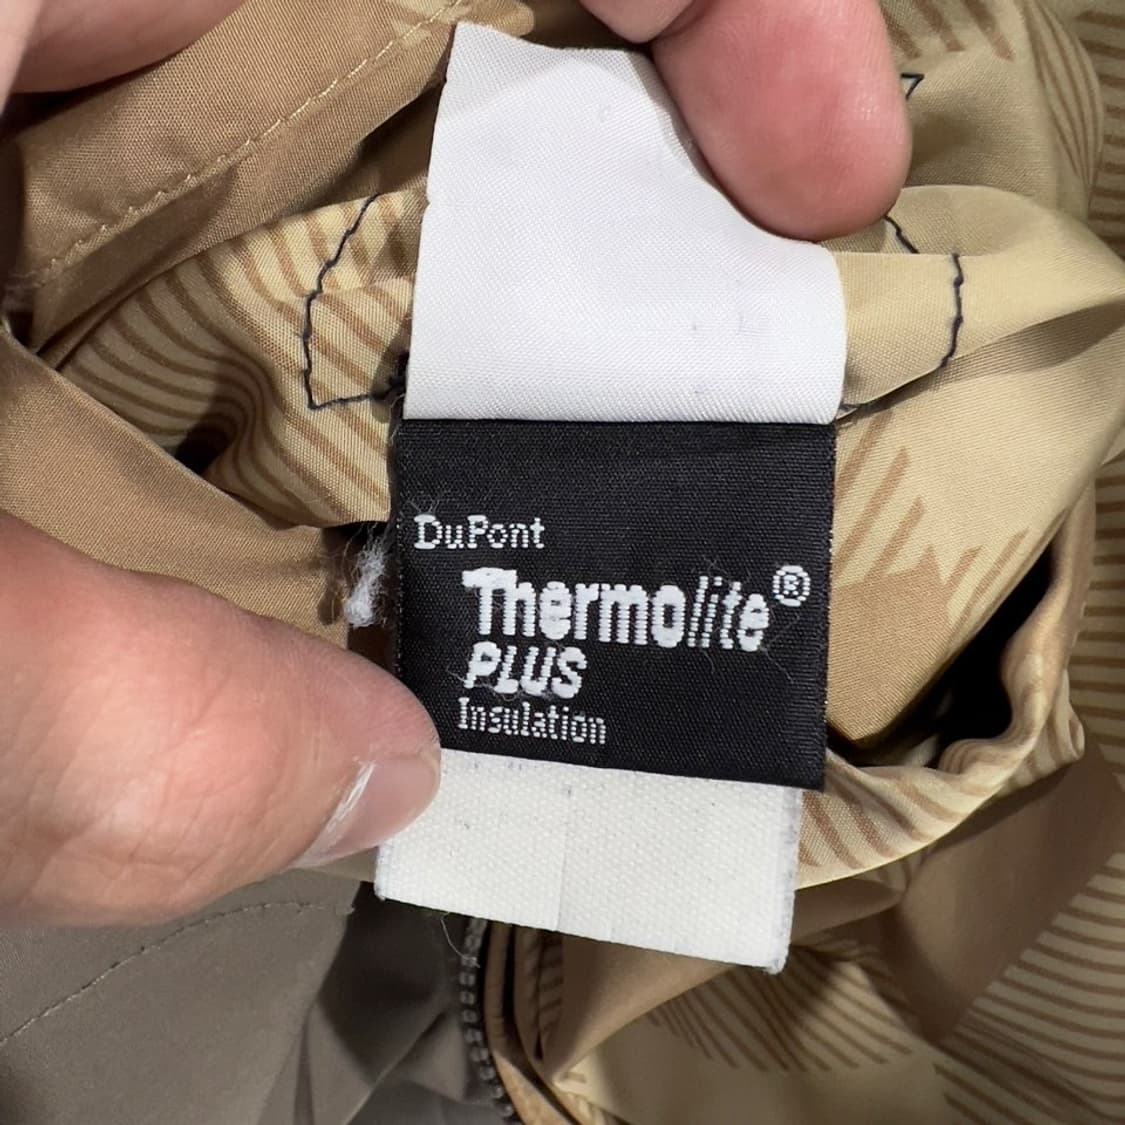 DuPont
Thermolite®
PLUS
Insulation